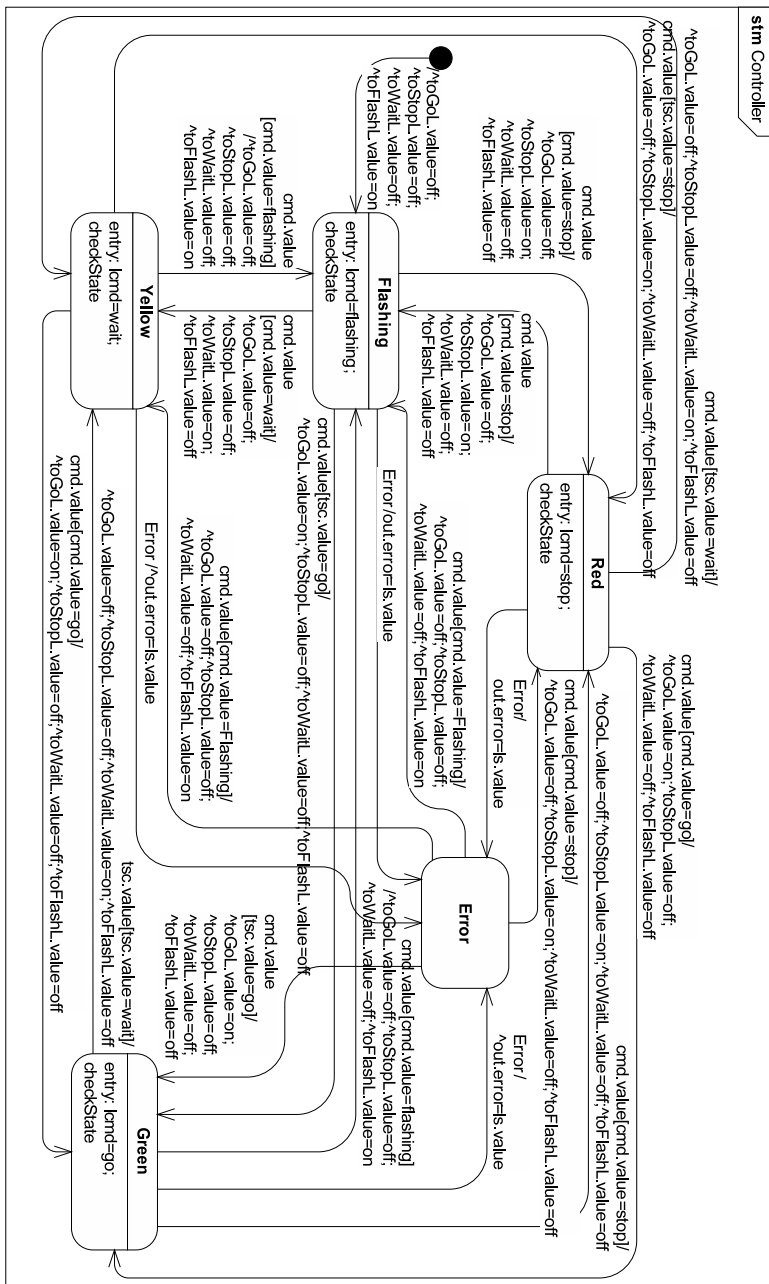 stm Controller
cmd.value[tsc.value=wait]/
^toGoL.value=off;^toStopL.value=off;^toWaitL.value=on;^toFlashL.value=off
cmd.value[tsc.value=stop]/
^toGoL.value=off;^toStopL.value=on;^toWaitL.value=off;^toFlashL.value=off
cmd.value[cmd.value=go]/
^toGoL.value=on;^toStopL.value=off;
^toWaitL.value=off;^toFlashL.value=off
cmd.value[cmd.value=stop]/
^toGoL.value=off;^toStopL.value=on;^toWaitL.value=off;^toFlashL.value=off
Red
entry: lcmd=stop;
checkState
cmd.value
[cmd.value=stop]
^toGoL.value=off;
^toStopL.value=on;
^toWaitL.value=off;
^toFlashL.value=off
cmd.value
[cmd.value=stop]/
^toGoL.value=off;
^toStopL.value=on;
^toWaitL.value=off;
^toFlashL.value=off
Error/
out.error=ls.value
cmd.value[cmd.value=stop]/
^toGoL.value=off;^toStopL.value=on;^toWaitL.value=off;^toFlashL.value=off
Error
Error/
^out.error=ls.value
/^toGoL.value=off;
^toStopL.value=off;
^toWaitL.value=off;
^toFlashL.value=on
Flashing
entry: lcmd=flashing;
checkState
Error/out.error=ls.value
cmd.value[cmd.value=Flashing]/
^toGoL.value=off;^toStopL.value=off;
^toWaitL.value=off;^toFlashL.value=on
cmd.value[cmd.value=flashing]
/^toGoL.value=off;^toStopL.value=off;
^toWaitL.value=off;^toFlashL.value=on
cmd.value[tsc.value=go]/
^toGoL.value=on;^toStopL.value=off;^toWaitL.value=off;^toFlashL.value=off
cmd.value
[cmd.value=flashing]
/^toGoL.value=off;
^toStopL.value=off;
^toWaitL.value=off;
^toFlashL.value=on
cmd.value
[cmd.value=wait]/
^toGoL.value=off;
^toStopL.value=off;
^toWaitL.value=on;
^toFlashL.value=off
cmd.value[cmd.value=Flashing]/
^toGoL.value=off;^toStopL.value=off;
^toWaitL.value=off;^toFlashL.value=on
cmd.value
[tsc.value=go]/
^toGoL.value=on;
^toStopL.value=off;
^toWaitL.value=off;
^toFlashL.value=off
Yellow
entry: lcmd=wait;
checkState
Error /^out.error=ls.value
tsc.value[tsc.value=wait]/
^toGoL.value=off;^toStopL.value=off;^toWaitL.value=on;^toFlashL.value=off
cmd.value[cmd.value=go]/
^toGoL.value=on;^toStopL.value=off;^toWaitL.value=off;^toFlashL.value=off
Green
entry: lcmd=go;
checkState